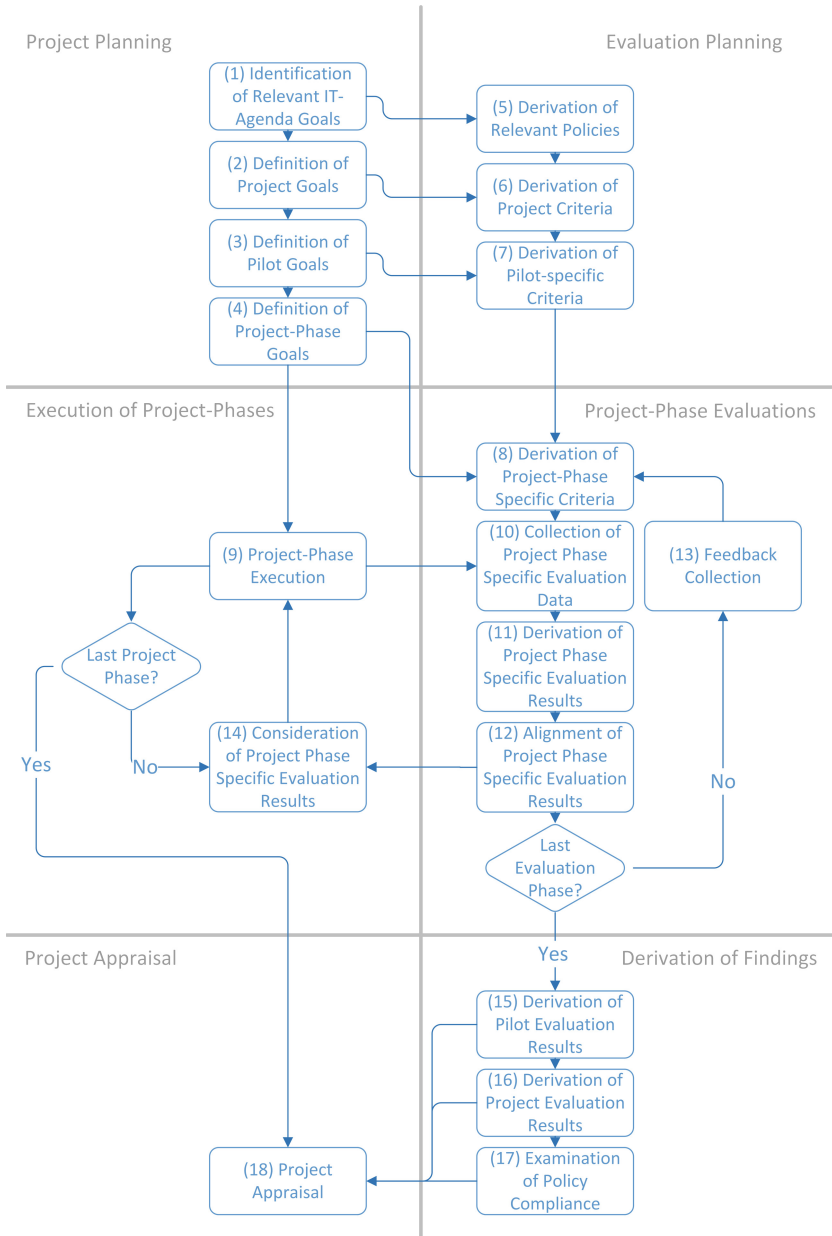 Project Planning
Evaluation Planning
(1) Identification
of Relevant IT-
Agenda Goals
(5) Derivation of
Relevant Policies
(2) Definition of
Project Goals
(6) Derivation of
Project Criteria
(3) Definition of
Pilot Goals
(7) Derivation of
Pilot-specific
Criteria
(4) Definition of
Project-Phase
Goals
Execution of Project-Phases
Project-Phase Evaluations
(8) Derivation of
Project-Phase
Specific Criteria
(9) Project-Phase
Execution
(10) Collection of
Project Phase
Specific Evaluation
Data
(13) Feedback
Collection
Last Project
Phase?
(11) Derivation of
Project Phase
Specific Evaluation
Results
(14) Consideration
of Project Phase
Specific Evaluation
Results
(12) Alignment of
Project Phase
Specific Evaluation
Results
Yes
No
No
Last
Evaluation
Phase?
Project Appraisal
Yes
Derivation of Findings
(15) Derivation of
Pilot Evaluation
Results
(16) Derivation of
Project Evaluation
Results
(18) Project
Appraisal
(17) Examination
of Policy
Compliance